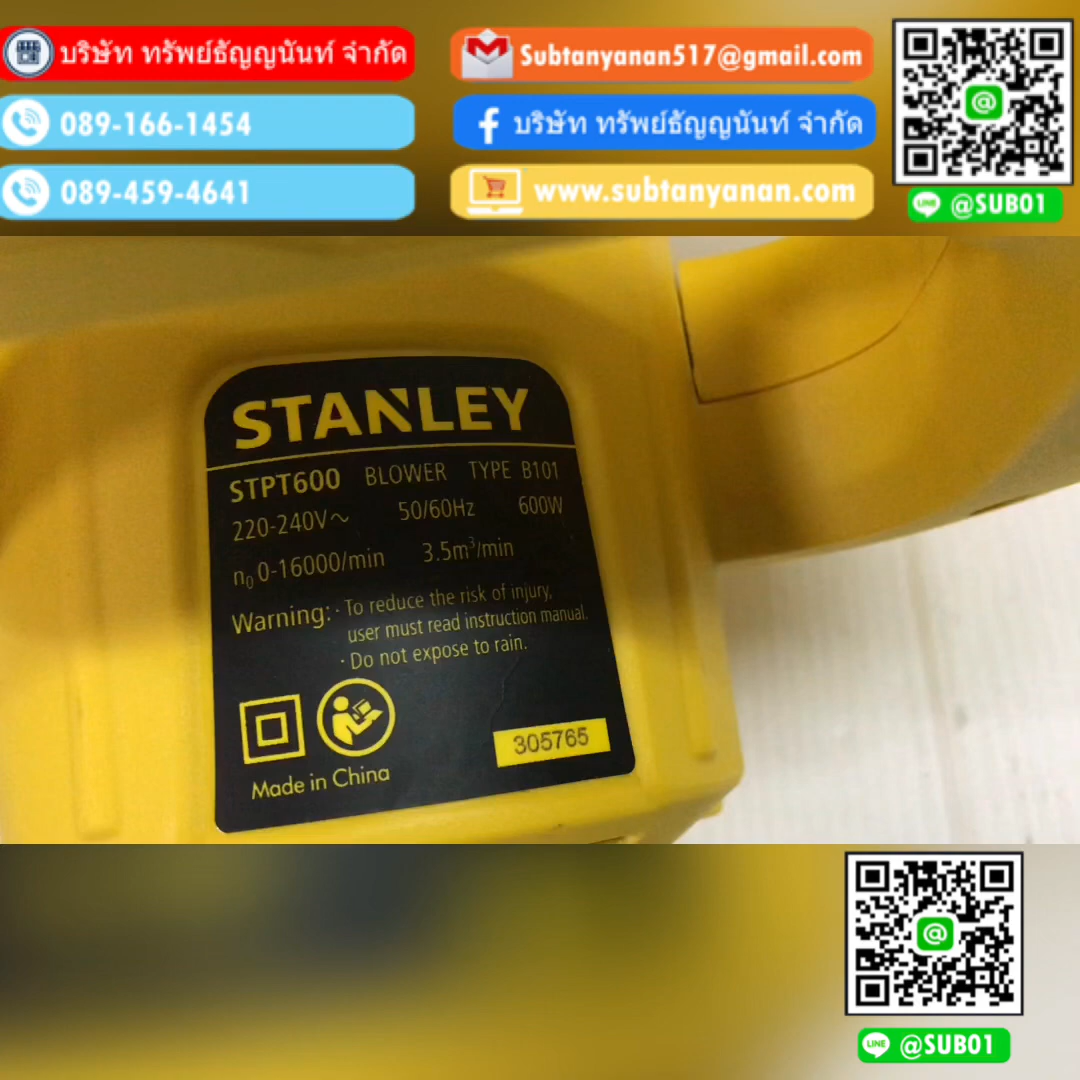 บริษัท ทรัพย์ธัญญนันท์ จำกัด
089-166-1454
089-459-4641
Subtanyanan517@gmail.com
บริษัท ทรัพย์ธัญญนันท์ จำกัด
www.subtanyanan.com
LINE @SUB01
STANLEY
STPT600 BLOWER TYPE B101
220-240V~ 50/60Hz 600W
n₀ 0-16000/min 3.5m³/min
Warning: · To reduce the risk of injury,
user must read instruction manual.
· Do not expose to rain.
305765
Made in China
LINE @SUB01